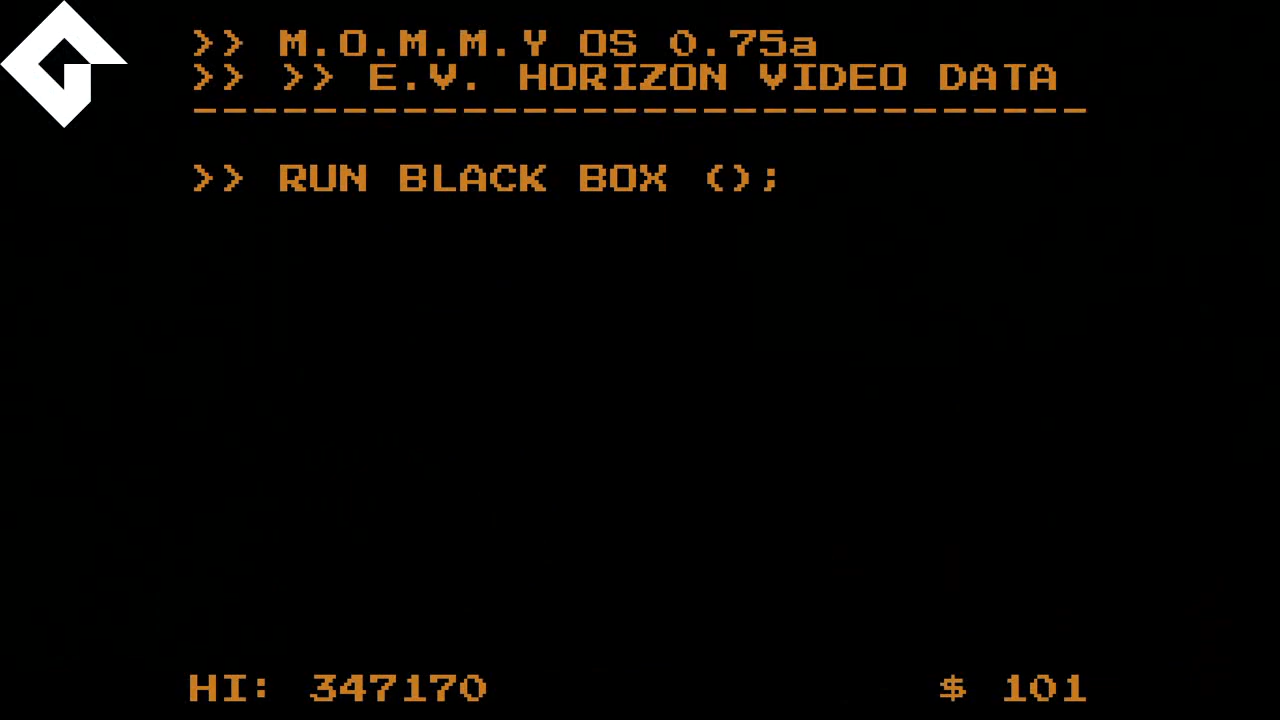 >> M.O.M.M.Y OS 0.75a
>> >> E.V. HORIZON VIDEO DATA
------------------------------
>> RUN BLACK BOX ();
HI: 347170
$ 101